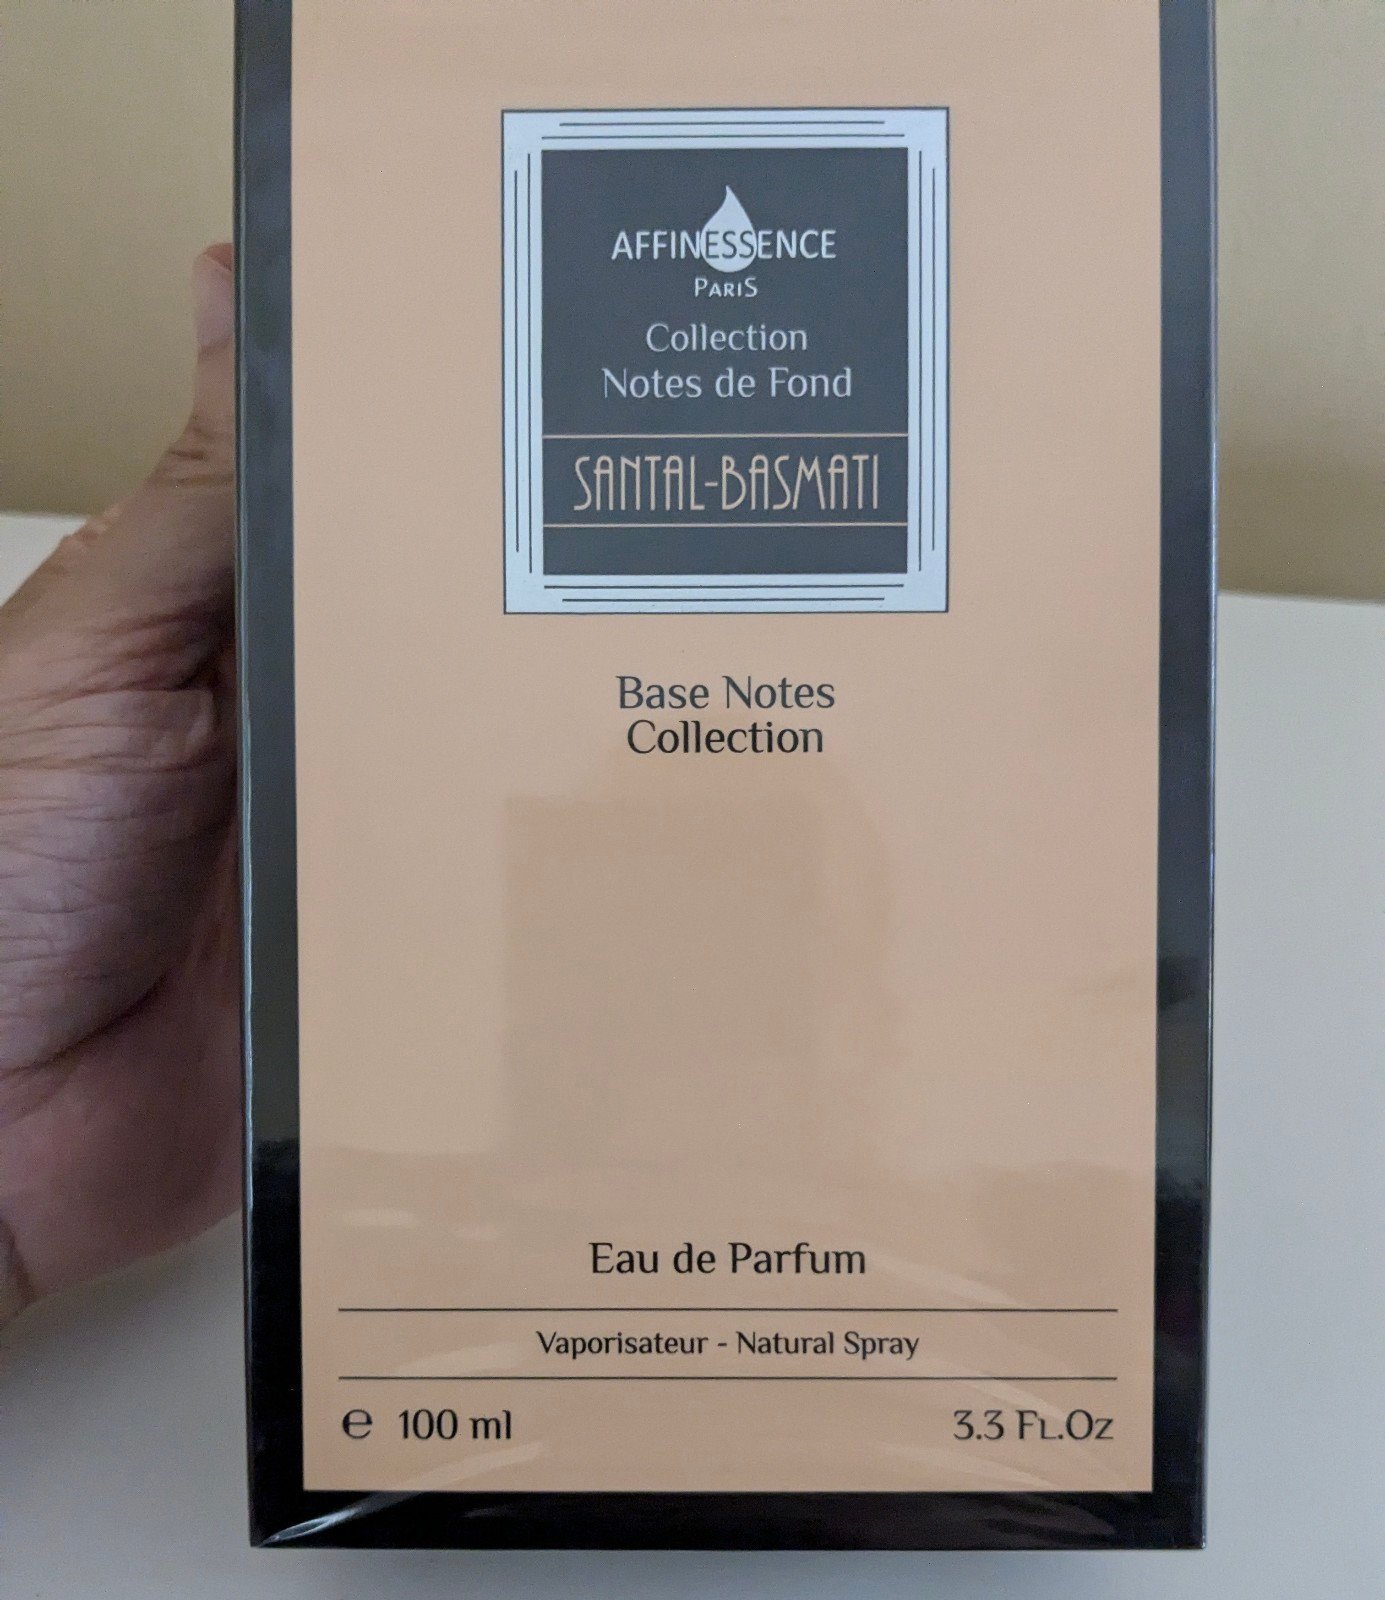 AFFINESSENCE
PARIS
Collection
Notes de Fond
SANTAL-BASMATI
Base Notes
Collection
Eau de Parfum
Vaporisateur - Natural Spray
℮ 100 ml 3.3 FL.OZ